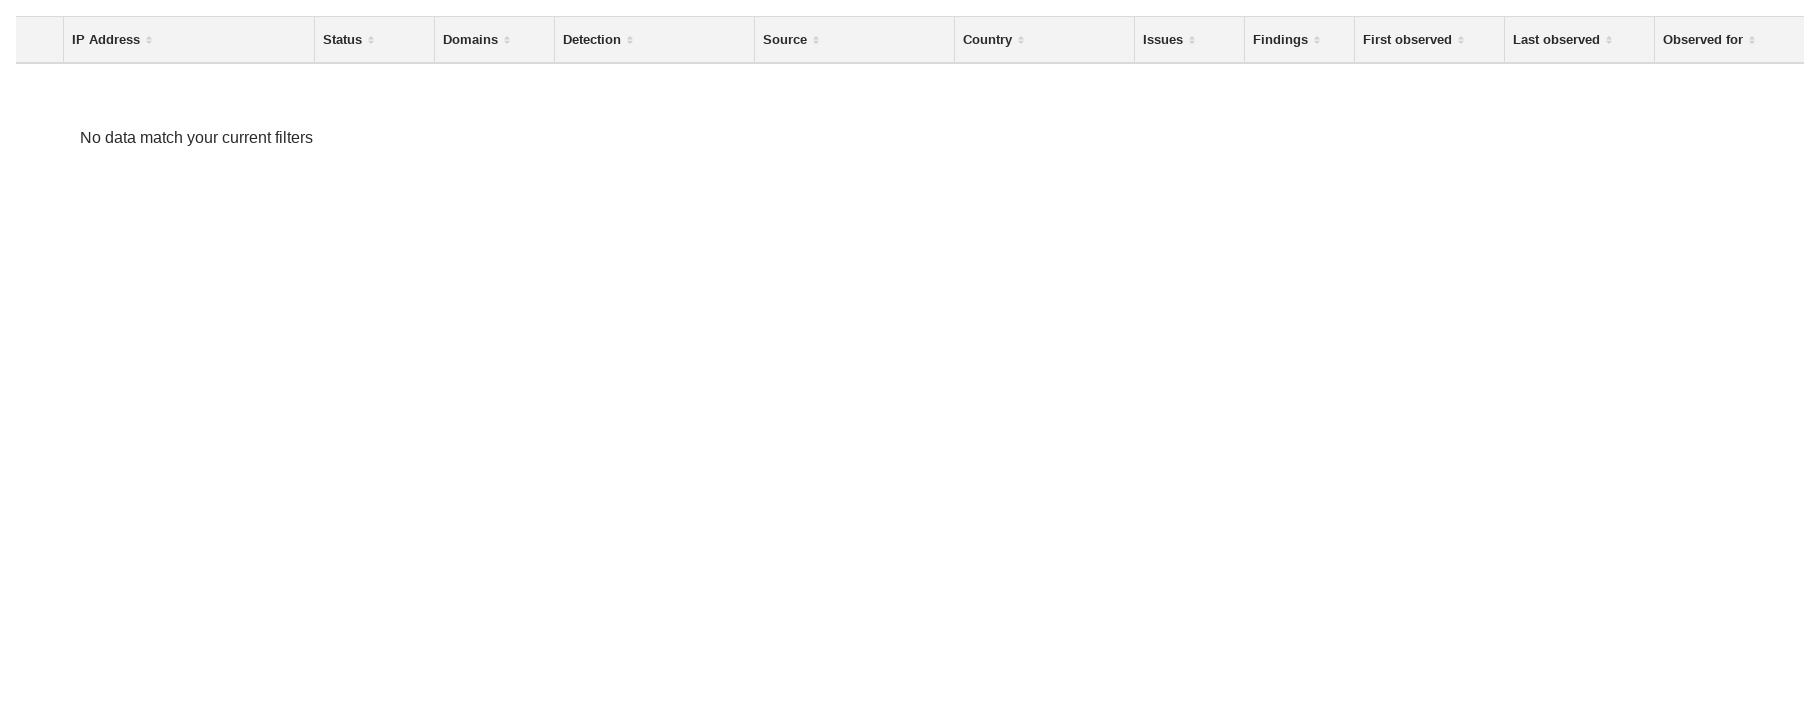 IP Address Status Domains Detection Source Country Issues Findings First observed Last observed Observed for
No data match your current filters